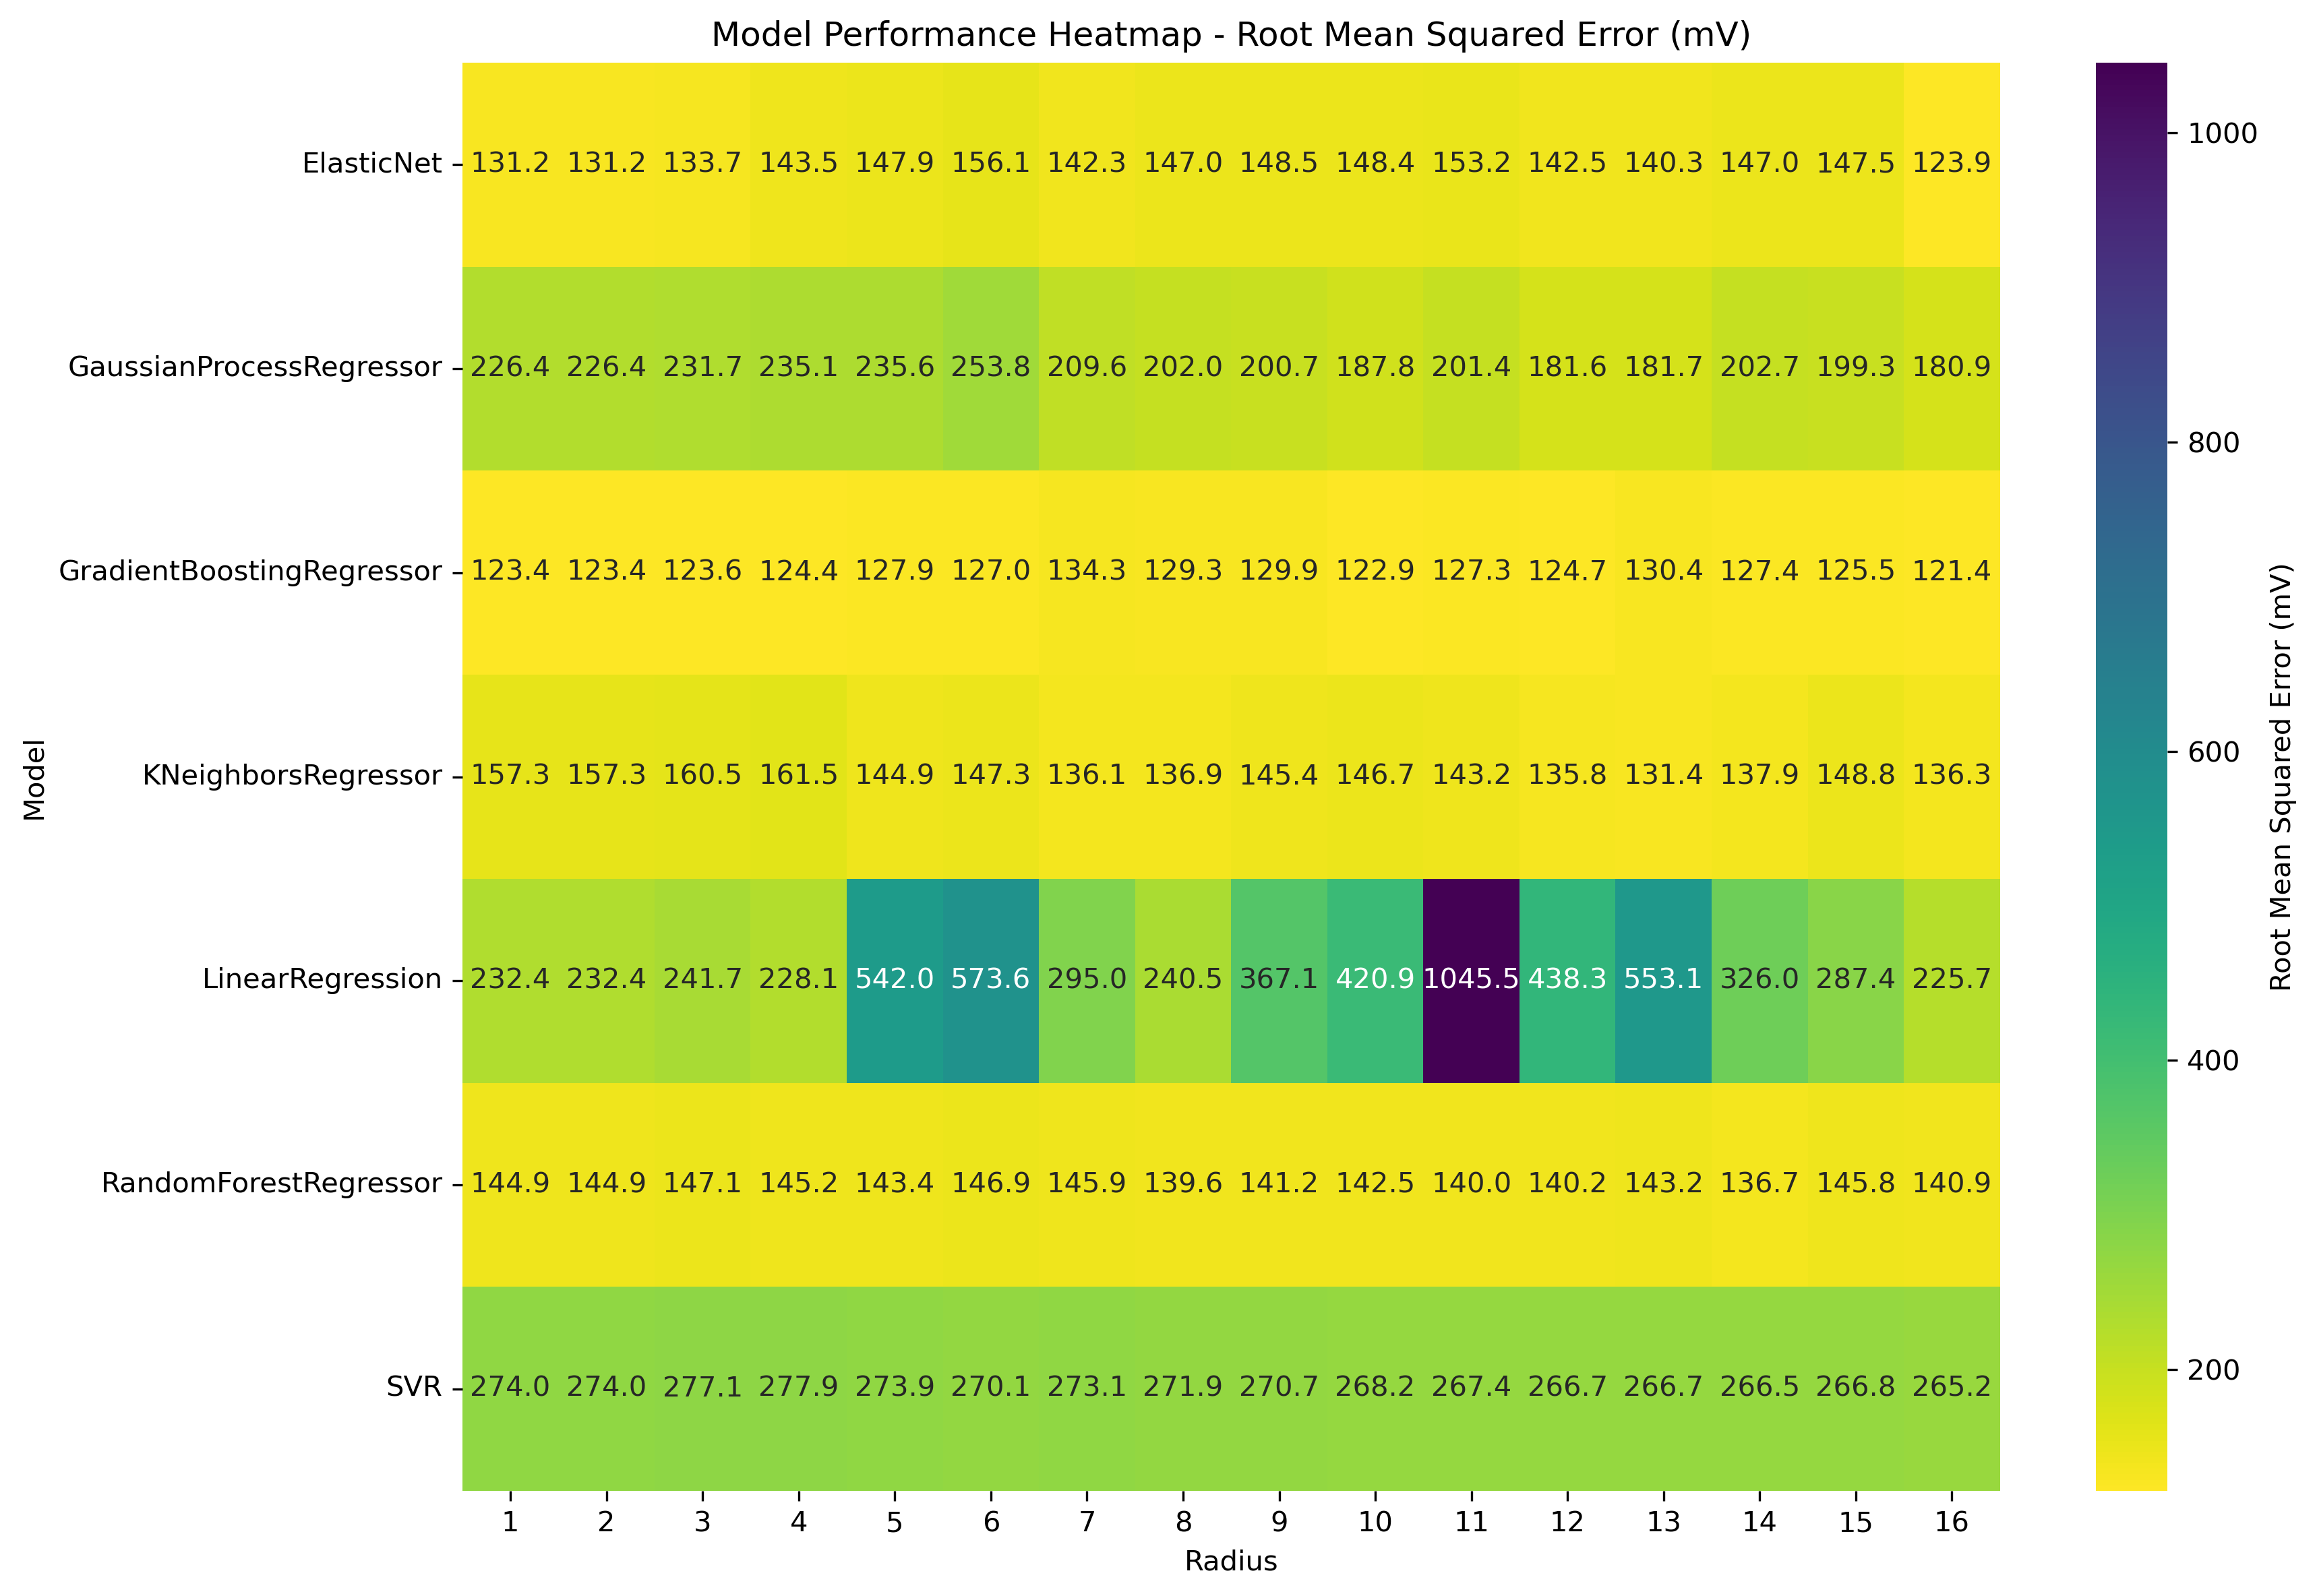 Model Performance Heatmap - Root Mean Squared Error (mV)
ElasticNet 131.2 131.2 133.7 143.5 147.9 156.1 142.3 147.0 148.5 148.4 153.2 142.5 140.3 147.0 147.5 123.9
GaussianProcessRegressor 226.4 226.4 231.7 235.1 235.6 253.8 209.6 202.0 200.7 187.8 201.4 181.6 181.7 202.7 199.3 180.9
GradientBoostingRegressor 123.4 123.4 123.6 124.4 127.9 127.0 134.3 129.3 129.9 122.9 127.3 124.7 130.4 127.4 125.5 121.4
KNeighborsRegressor 157.3 157.3 160.5 161.5 144.9 147.3 136.1 136.9 145.4 146.7 143.2 135.8 131.4 137.9 148.8 136.3
LinearRegression 232.4 232.4 241.7 228.1 542.0 573.6 295.0 240.5 367.1 420.9 1045.5 438.3 553.1 326.0 287.4 225.7
RandomForestRegressor 144.9 144.9 147.1 145.2 143.4 146.9 145.9 139.6 141.2 142.5 140.0 140.2 143.2 136.7 145.8 140.9
SVR 274.0 274.0 277.1 277.9 273.9 270.1 273.1 271.9 270.7 268.2 267.4 266.7 266.7 266.5 266.8 265.2
1 2 3 4 5 6 7 8 9 10 11 12 13 14 15 16
Radius
Model
1000
800
600
400
200
Root Mean Squared Error (mV)